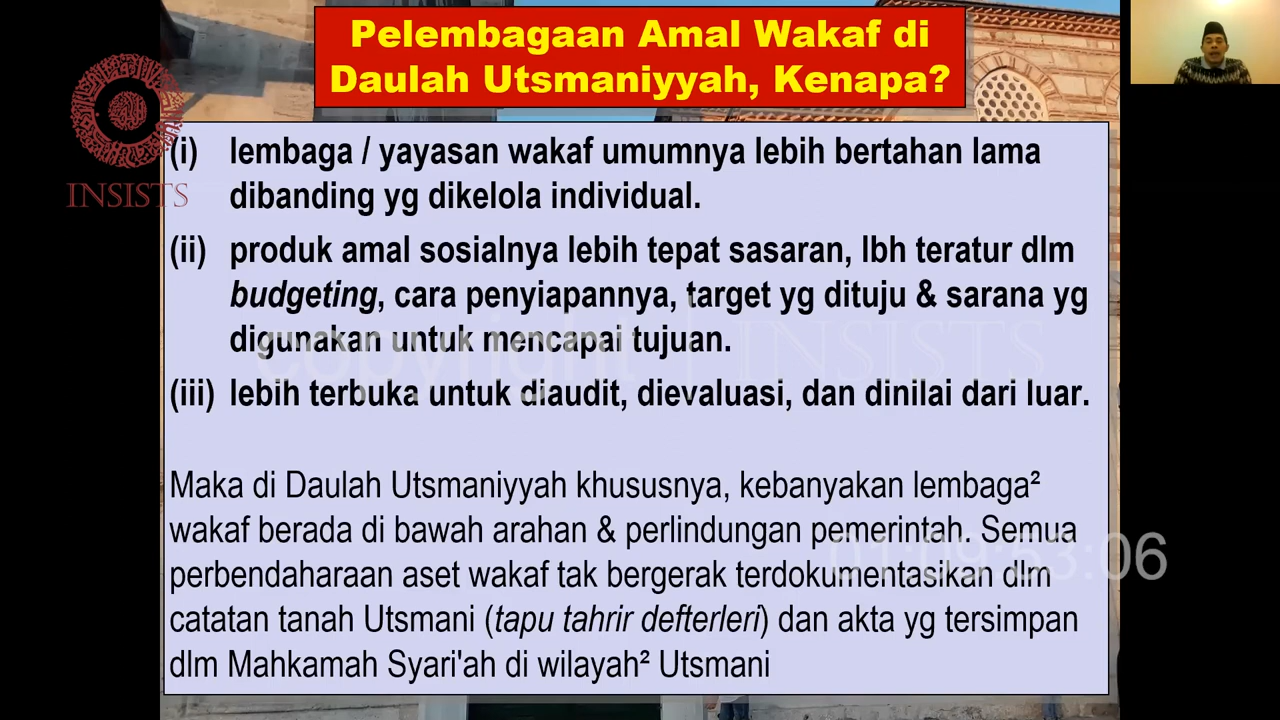 Pelembagaan Amal Wakaf di
Daulah Utsmaniyyah, Kenapa?
INSISTS
(i) lembaga / yayasan wakaf umumnya lebih bertahan lama
dibanding yg dikelola individual.
(ii) produk amal sosialnya lebih tepat sasaran, lbh teratur dlm
budgeting, cara penyiapannya, target yg dituju & sarana yg
digunakan untuk mencapai tujuan.
(iii) lebih terbuka untuk diaudit, dievaluasi, dan dinilai dari luar.
copyright | INSISTS
Maka di Daulah Utsmaniyyah khususnya, kebanyakan lembaga²
wakaf berada di bawah arahan & perlindungan pemerintah. Semua
perbendaharaan aset wakaf tak bergerak terdokumentasikan dlm
catatan tanah Utsmani (tapu tahrir defterleri) dan akta yg tersimpan
dlm Mahkamah Syari'ah di wilayah² Utsmani
01:09:53:06